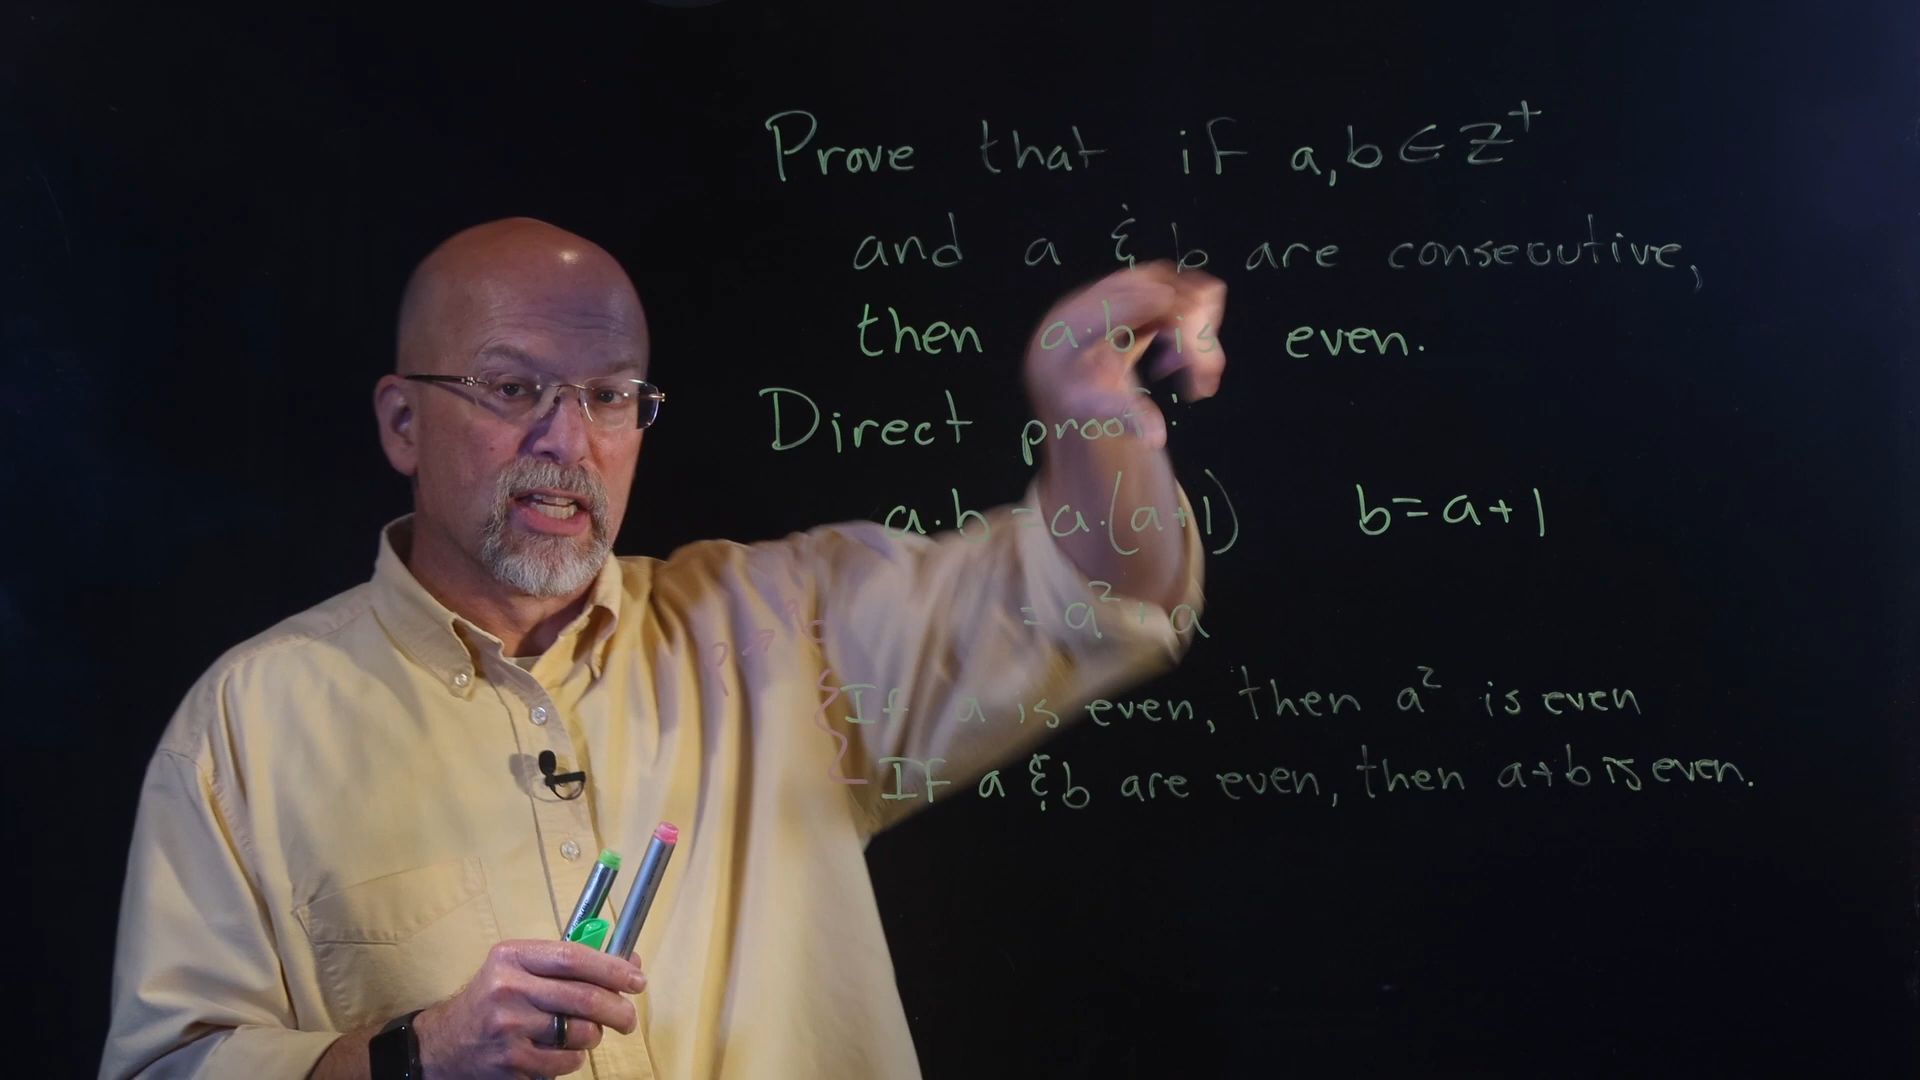 Prove that if a,b ∈ Z⁺
and a & b are consecutive,
then a·b is even.
Direct proof:
a·b = a·(a+1) b=a+1
= a² + a
p →
If a is even, then a² is even
If a & b are even, then a+b is even.